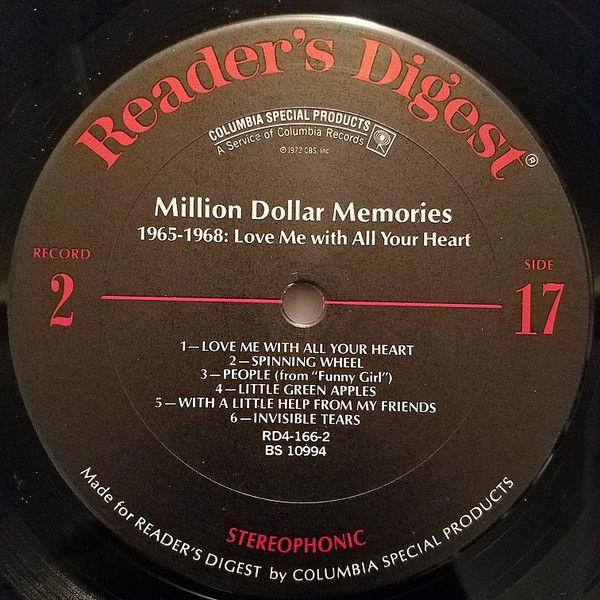 Reader's Digest®
COLUMBIA SPECIAL PRODUCTS
A Service of Columbia Records
© 1972 CBS, Inc
Million Dollar Memories
1965-1968: Love Me with All Your Heart
RECORD
2
SIDE
17
1—LOVE ME WITH ALL YOUR HEART
2—SPINNING WHEEL
3—PEOPLE (from "Funny Girl")
4—LITTLE GREEN APPLES
5—WITH A LITTLE HELP FROM MY FRIENDS
6—INVISIBLE TEARS
RD4-166-2
BS 10994
STEREOPHONIC
Made for READER'S DIGEST by COLUMBIA SPECIAL PRODUCTS